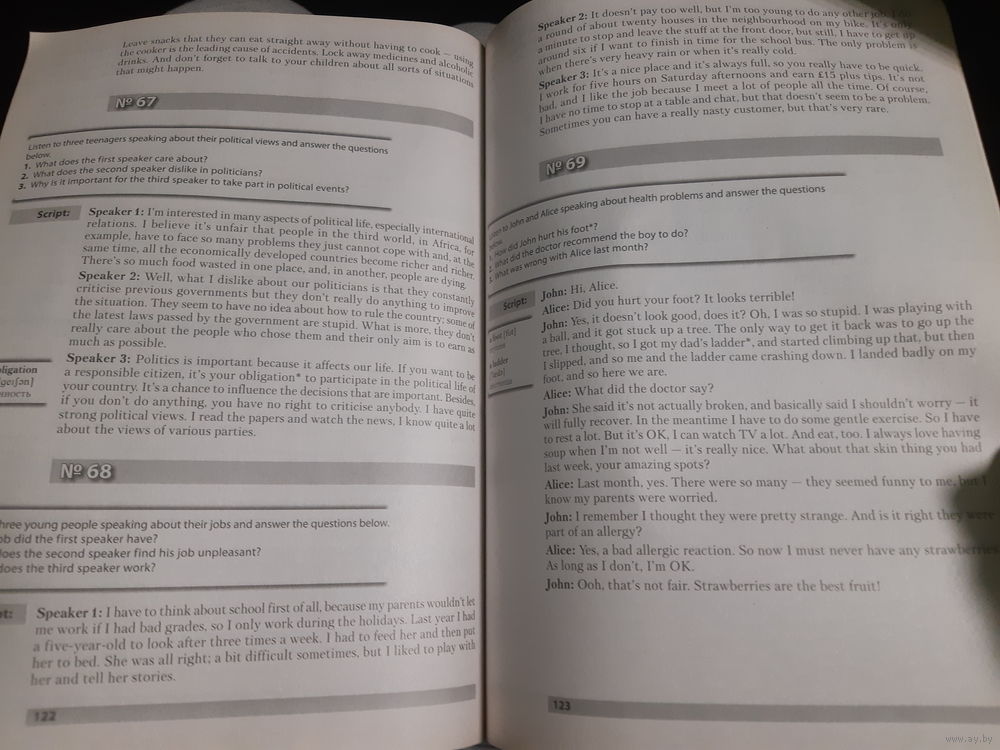 Leave snacks that they can eat straight away without having to cook — using
the cooker is the leading cause of accidents. Lock away medicines and alcoholic
drinks. And don't forget to talk to your children about all sorts of situations
that might happen.
№ 67
Listen to three teenagers speaking about their political views and answer the questions
below.
1. What does the first speaker care about?
2. What does the second speaker dislike in politicians?
3. Why is it important for the third speaker to take part in political events?
Script:
Speaker 1: I'm interested in many aspects of political life, especially international
relations. I believe it's unfair that people in the third world, in Africa, for
example, have to face so many problems they just cannot cope with and, at the
same time, all the economically developed countries become richer and richer.
There's so much food wasted in one place, and, in another, people are dying.
Speaker 2: Well, what I dislike about our politicians is that they constantly
criticise previous governments but they don't really do anything to improve
the situation. They seem to have no idea about how to rule the country; some of
the latest laws passed by the government are stupid. What is more, they don't
really care about the people who chose them and their only aim is to earn as
much as possible.
Speaker 3: Politics is important because it affects our life. If you want to be
a responsible citizen, it's your obligation* to participate in the political life of
your country. It's a chance to influence the decisions that are important. Besides,
if you don't do anything, you have no right to criticise anybody. I have quite
strong political views. I read the papers and watch the news, I know quite a lot
about the views of various parties.
ligation
geɪʃən]
нность
№ 68
hree young people speaking about their jobs and answer the questions below.
ob did the first speaker have?
oes the second speaker find his job unpleasant?
does the third speaker work?
pt:
Speaker 1: I have to think about school first of all, because my parents wouldn't let
me work if I had bad grades, so I only work during the holidays. Last year I had
a five-year-old to look after three times a week. I had to feed her and then put
her to bed. She was all right; a bit difficult sometimes, but I liked to play with
her and tell her stories.
122
Speaker 2: It doesn't pay too well, but I'm too young to do any other job. I do
a round of about twenty houses in the neighbourhood on my bike. It's only
a minute to stop and leave the stuff at the front door, but still, I have to get up
around six if I want to finish in time for the school bus. The only problem is
when there's very heavy rain or when it's really cold.
Speaker 3: It's a nice place and it's always full, so you really have to be quick.
I work for five hours on Saturday afternoons and earn £15 plus tips. It's not
bad, and I like the job because I meet a lot of people all the time. Of course,
I have no time to stop at a table and chat, but that doesn't seem to be a problem.
Sometimes you can have a really nasty customer, but that's very rare.
№ 69
Listen to John and Alice speaking about health problems and answer the questions
below.
1. How did John hurt his foot*?
2. What did the doctor recommend the boy to do?
3. What was wrong with Alice last month?
Script:
John: Hi, Alice.
Alice: Did you hurt your foot? It looks terrible!
John: Yes, it doesn't look good, does it? Oh, I was so stupid. I was playing with
a ball, and it got stuck up a tree. The only way to get it back was to go up the
tree, I thought, so I got my dad's ladder*, and started climbing up that, but then
I slipped, and so me and the ladder came crashing down. I landed badly on my
foot, and so here we are.
Alice: What did the doctor say?
John: She said it's not actually broken, and basically said I shouldn't worry — it
will fully recover. In the meantime I have to do some gentle exercise. So I have
to rest a lot. But it's OK, I can watch TV a lot. And eat, too. I always love having
soup when I'm not well — it's really nice. What about that skin thing you had
last week, your amazing spots?
Alice: Last month, yes. There were so many — they seemed funny to me, but I
know my parents were worried.
John: I remember I thought they were pretty strange. And is it right they were
part of an allergy?
Alice: Yes, a bad allergic reaction. So now I must never have any strawberries.
As long as I don't, I'm OK.
John: Ooh, that's not fair. Strawberries are the best fruit!
foot [fʊt]
ladder
123
www.ay.by